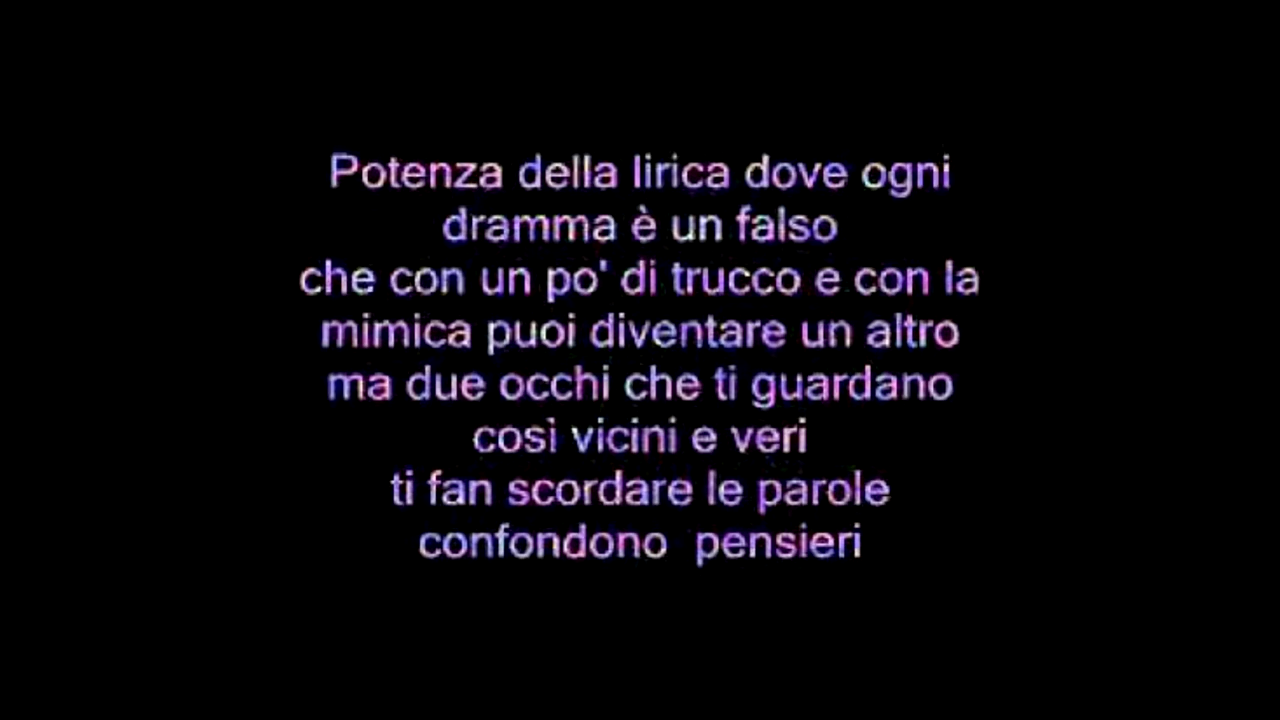 Potenza della lirica dove ogni
dramma è un falso
che con un po' di trucco e con la
mimica puoi diventare un altro
ma due occhi che ti guardano
così vicini e veri
ti fan scordare le parole
confondono  pensieri